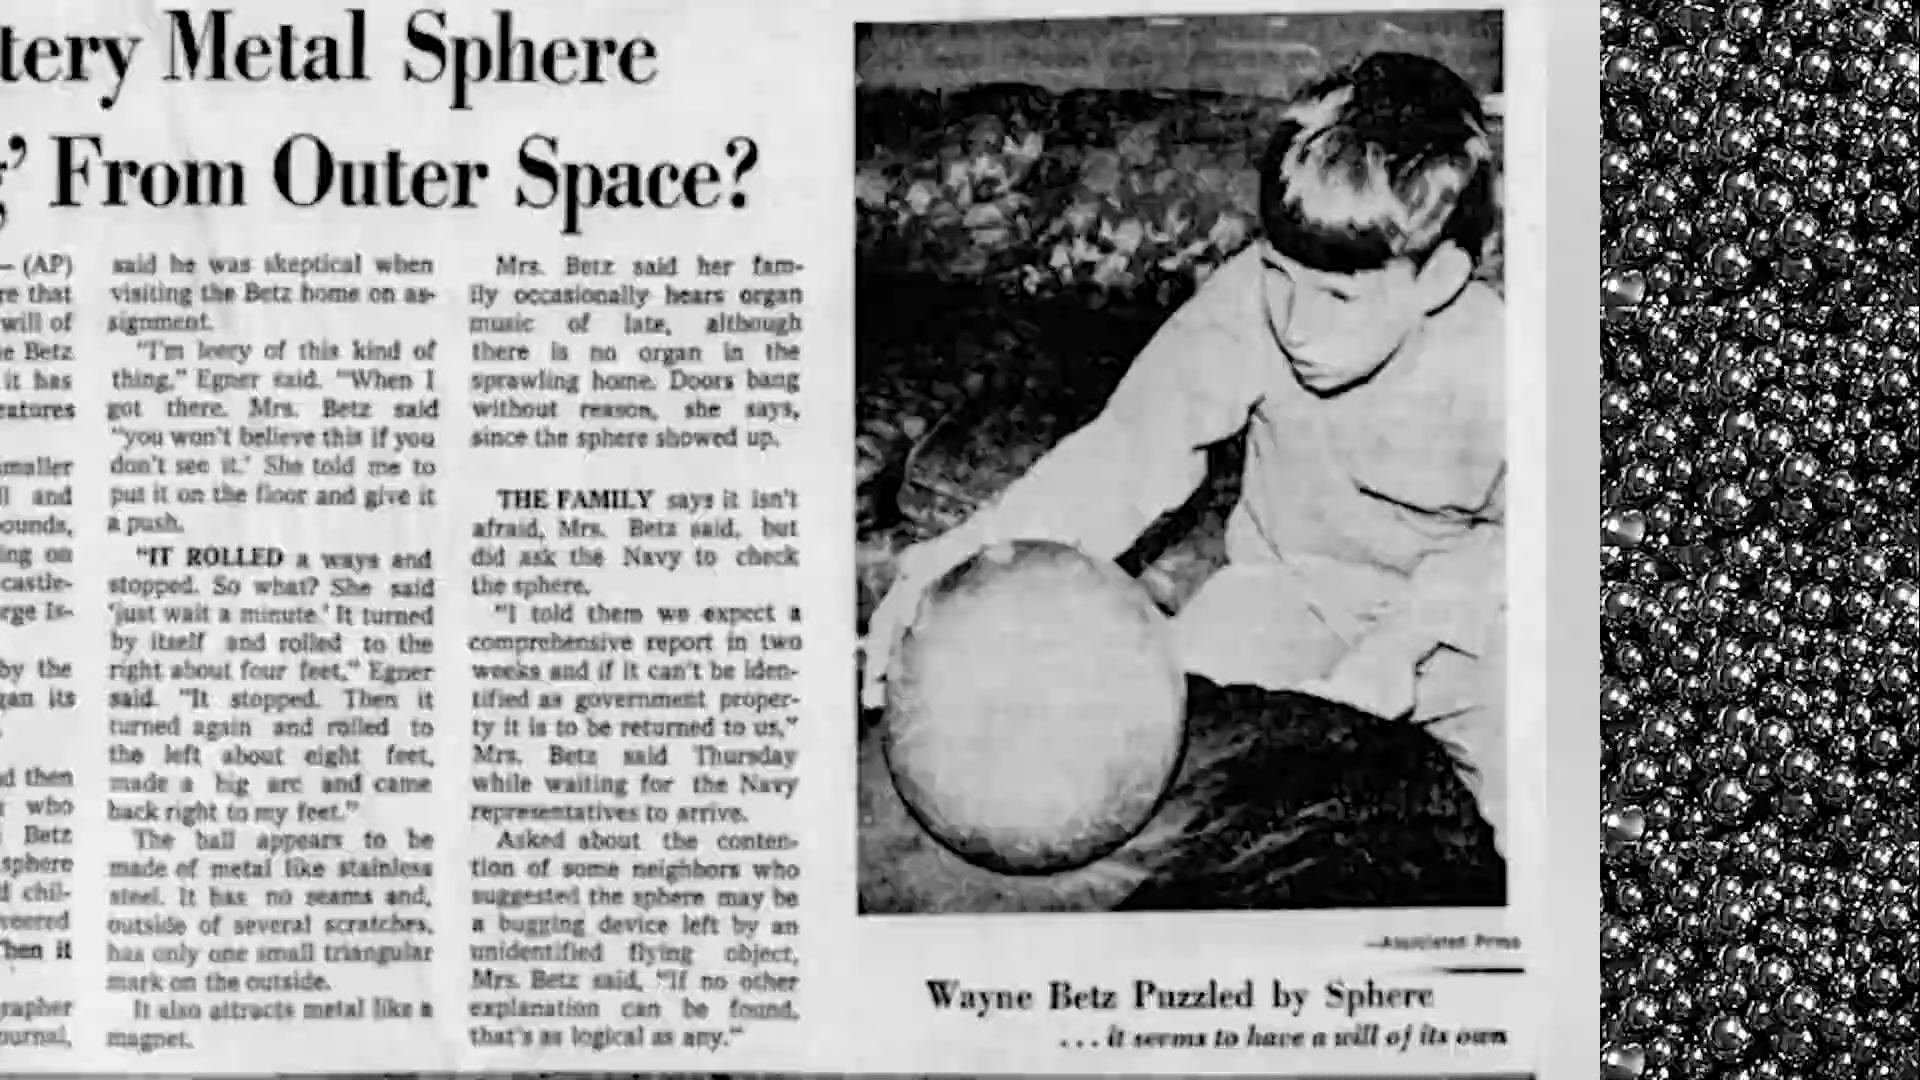 tery Metal Sphere
' From Outer Space?
— (AP)
re that
will of
e Betz
it has
eatures
maller
ll and
ounds,
ing on
castle-
rge Is-
by the
gan its
d then
who
Betz
sphere
d chil-
veered
Then it
rapher
ournal,
said he was skeptical when
visiting the Betz home on as-
signment.
"I'm leery of this kind of
thing," Egner said. "When I
got there. Mrs. Betz said
"you won't believe this if you
don't see it.' She told me to
put it on the floor and give it
a push.
"IT ROLLED a ways and
stopped. So what? She said
'just wait a minute.' It turned
by itself and rolled to the
right about four feet," Egner
said. "It stopped. Then it
turned again and rolled to
the left about eight feet,
made a big arc and came
back right to my feet."
The ball appears to be
made of metal like stainless
steel. It has no seams and,
outside of several scratches,
has only one small triangular
mark on the outside.
It also attracts metal like a
magnet.
Mrs. Betz said her fam-
ily occasionally hears organ
music of late, although
there is no organ in the
sprawling home. Doors bang
without reason, she says,
since the sphere showed up.
THE FAMILY says it isn't
afraid, Mrs. Betz said, but
did ask the Navy to check
the sphere.
"I told them we expect a
comprehensive report in two
weeks and if it can't be iden-
tified as government proper-
ty it is to be returned to us,"
Mrs. Betz said Thursday
while waiting for the Navy
representatives to arrive.
Asked about the conten-
tion of some neighbors who
suggested the sphere may be
a bugging device left by an
unidentified flying object,
Mrs. Betz said, "If no other
explanation can be found,
that's as logical as any."
—Associated Press
Wayne Betz Puzzled by Sphere
. . . it seems to have a will of its own